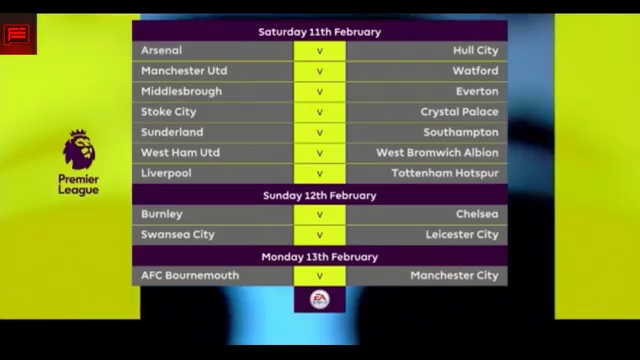 Saturday 11th February
Arsenal v Hull City
Manchester Utd v Watford
Middlesbrough v Everton
Stoke City v Crystal Palace
Sunderland v Southampton
West Ham Utd v West Bromwich Albion
Liverpool v Tottenham Hotspur
Sunday 12th February
Burnley v Chelsea
Swansea City v Leicester City
Monday 13th February
AFC Bournemouth v Manchester City
Premier
League
EA